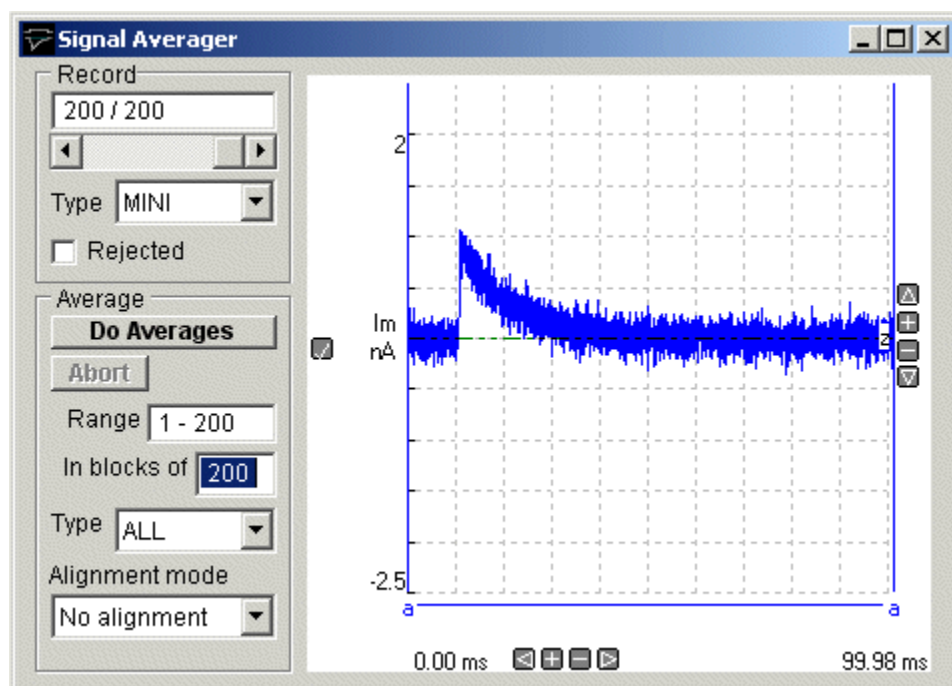 Signal Averager
Record
200 / 200
Type MINI
Rejected
Average
Do Averages
Abort
Range 1 - 200
In blocks of 200
Type ALL
Alignment mode
No alignment
2
Im
nA
z
-2.5
a a
0.00 ms 99.98 ms